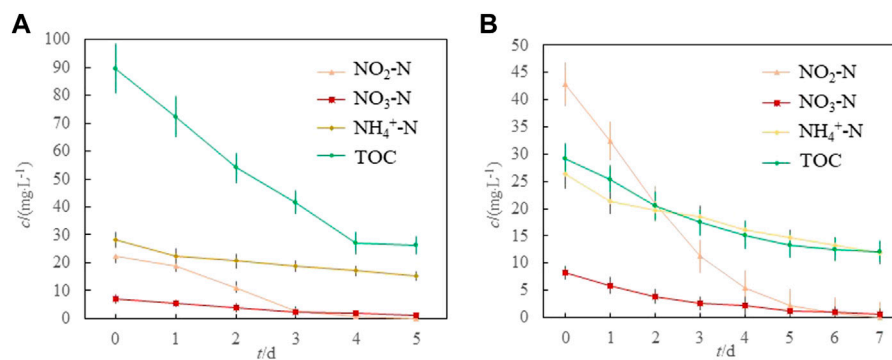 A
100
90
80
70
60
50
40
30
20
10
0
c/(mg·L⁻¹)
0 1 2 3 4 5
t/d
NO₂-N
NO₃-N
NH₄⁺-N
TOC
B
50
45
40
35
30
25
20
15
10
5
0
c/(mg·L⁻¹)
0 1 2 3 4 5 6 7
t/d
NO₂-N
NO₃-N
NH₄⁺-N
TOC